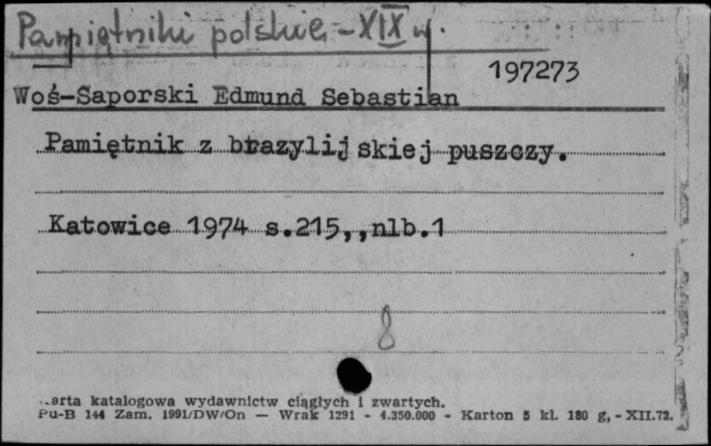 Pamiętniki polskie - XIX w.
197273
Woś-Saporski Edmund Sebastian
Pamiętnik z brazylijskiej puszczy.
Katowice 1974 s.215,,nlb.1
8
Karta katalogowa wydawnictw ciągłych i zwartych.
Pu-B 144 Zam. 1991/DW/On — Wrak 1291 - 4.350.000 - Karton 5 kl. 180 g, - XII.72.